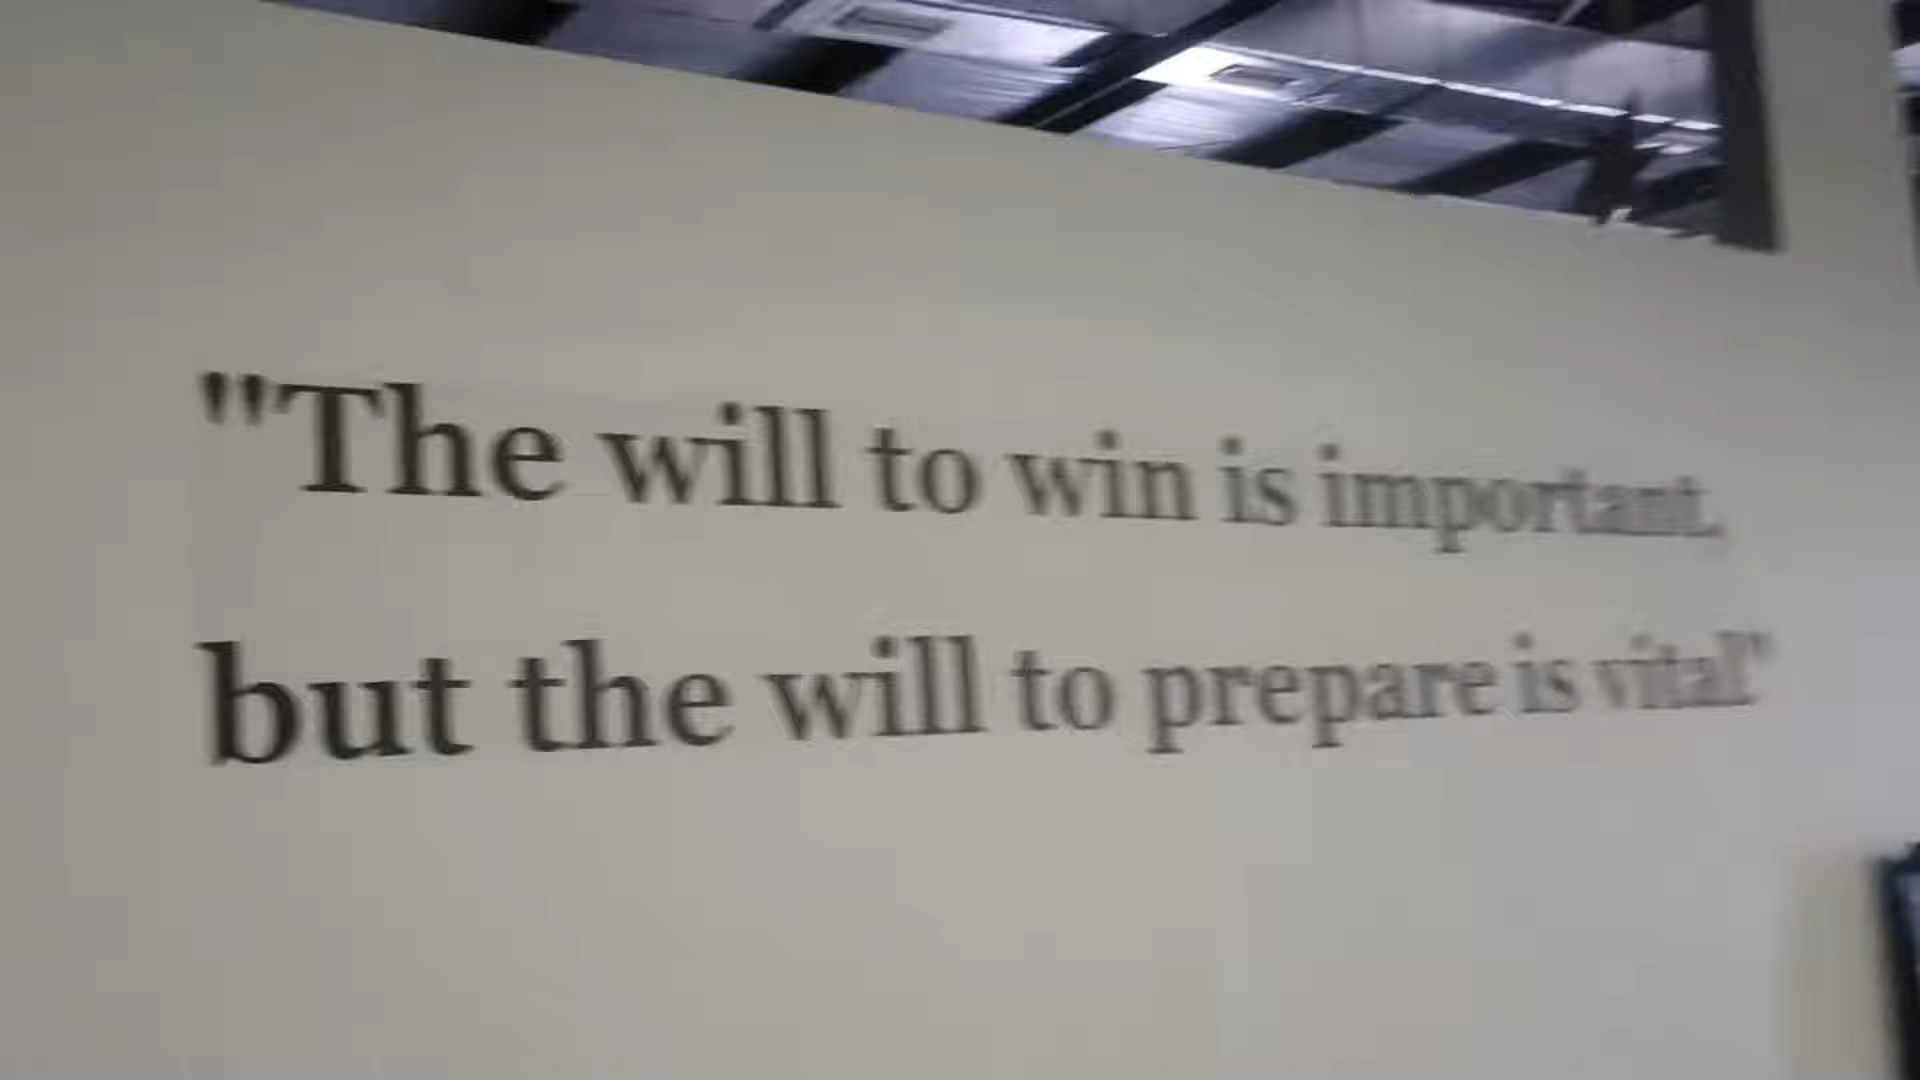 "The will to win is important,
but the will to prepare is vital"